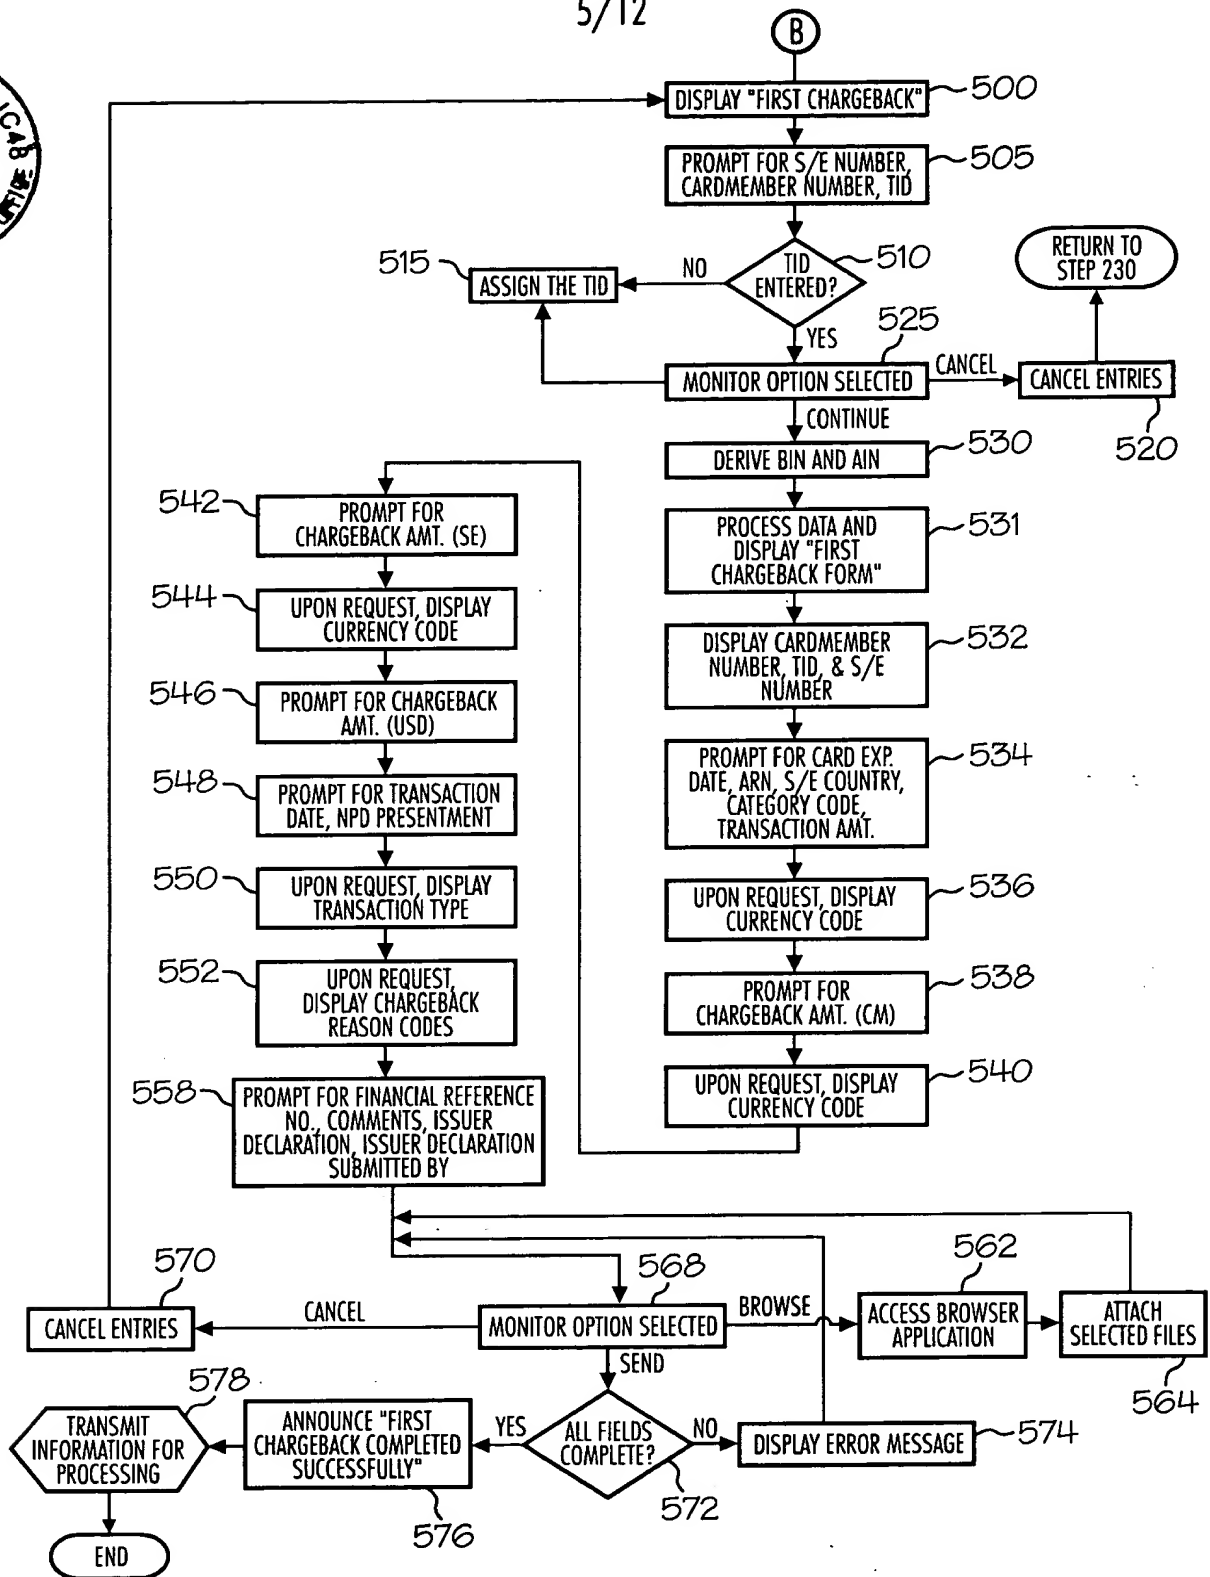 5/12
B
DISPLAY "FIRST CHARGEBACK"
500
PROMPT FOR S/E NUMBER,
CARDMEMBER NUMBER, TID
505
TID
ENTERED?
510
NO
515
ASSIGN THE TID
RETURN TO
STEP 230
YES
525
MONITOR OPTION SELECTED
CANCEL
CANCEL ENTRIES
520
CONTINUE
DERIVE BIN AND AIN
530
PROCESS DATA AND
DISPLAY "FIRST
CHARGEBACK FORM"
531
DISPLAY CARDMEMBER
NUMBER, TID, & S/E
NUMBER
532
PROMPT FOR CARD EXP.
DATE, ARN, S/E COUNTRY,
CATEGORY CODE,
TRANSACTION AMT.
534
UPON REQUEST, DISPLAY
CURRENCY CODE
536
PROMPT FOR
CHARGEBACK AMT. (CM)
538
UPON REQUEST, DISPLAY
CURRENCY CODE
540
542
PROMPT FOR
CHARGEBACK AMT. (SE)
544
UPON REQUEST, DISPLAY
CURRENCY CODE
546
PROMPT FOR CHARGEBACK
AMT. (USD)
548
PROMPT FOR TRANSACTION
DATE, NPD PRESENTMENT
550
UPON REQUEST, DISPLAY
TRANSACTION TYPE
552
UPON REQUEST,
DISPLAY CHARGEBACK
REASON CODES
558
PROMPT FOR FINANCIAL REFERENCE
NO., COMMENTS, ISSUER
DECLARATION, ISSUER DECLARATION
SUBMITTED BY
570
CANCEL ENTRIES
CANCEL
568
MONITOR OPTION SELECTED
BROWSE
562
ACCESS BROWSER
APPLICATION
ATTACH
SELECTED FILES
564
SEND
578
TRANSMIT
INFORMATION FOR
PROCESSING
ANNOUNCE "FIRST
CHARGEBACK COMPLETED
SUCCESSFULLY"
576
YES
ALL FIELDS
COMPLETE?
572
NO
DISPLAY ERROR MESSAGE
574
END